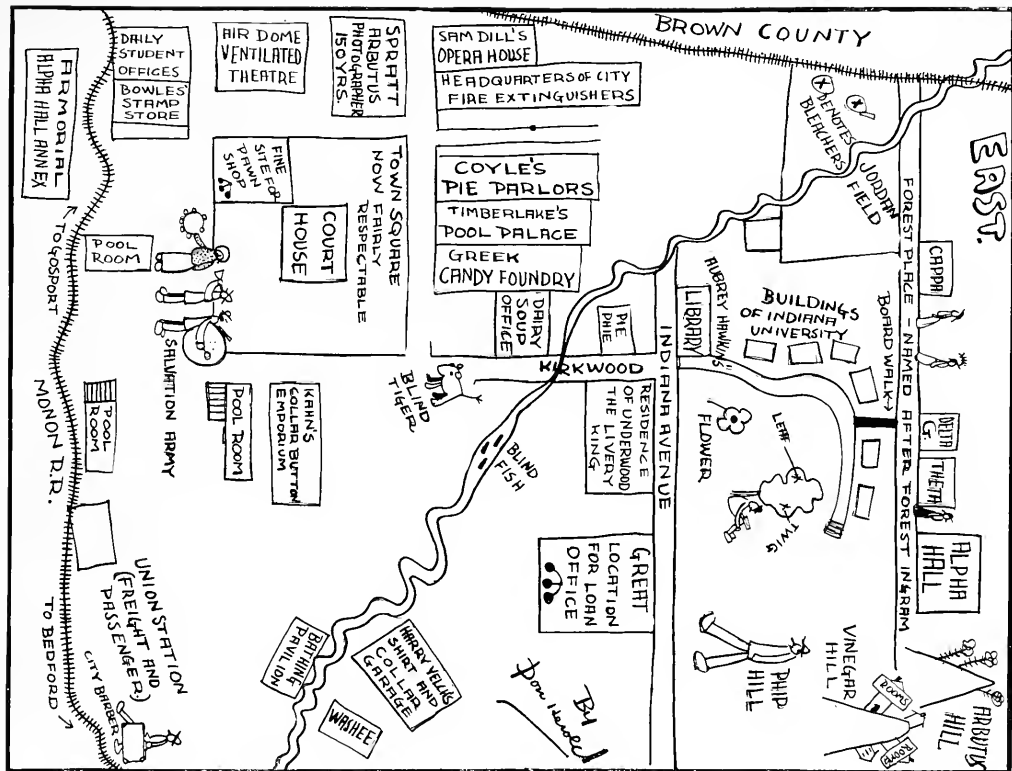 BROWN COUNTY
DAILY
STUDENT
OFFICES
BOWLES'
STAMP
STORE
AIR DOME
VENTILATED
THEATRE
SPRATT
ARBUTUS
PHOTOGRAPHER
150 YRS.
SAM DILL'S
OPERA HOUSE
HEADQUARTERS OF CITY
FIRE EXTINGUISHERS
DENOTES
BLEACHERS
JORDAN
FIELD
EAST.
ARMORIAL
ALPHA HALL ANNEX
TO GOSPORT
POOL
ROOM
FINE
SITE FOR
PAWN
SHOP
COURT
HOUSE
TOWN SQUARE
NOW FAIRLY
RESPECTABLE
COYLE'S
PIE PARLORS
TIMBERLAKE'S
POOL PALACE
GREEK
CANDY FOUNDRY
DAIRY
SOUP
OFFICE
PIE
PHIE
KIRKWOOD
INDIANA AVENUE
AUBREY HAWKINS'
LIBRARY
BUILDINGS
OF INDIANA
UNIVERSITY
BOARD WALK
FOREST PLACE - NAMED AFTER FOREST INGRAM
CAPPA
DELTA
G.
THETA
ALPHA
HALL
SALVATION ARMY
MONON R.R.
POOL
ROOM
POOL ROOM
KAHN'S
COLLAR BUTTON
EMPORIUM
BLIND
TIGER
BLIND
FISH
RESIDENCE
OF UNDERWOOD
THE LIVERY
KING
FLOWER
LEAF
TWIG
GREAT
LOCATION
FOR LOAN
OFFICE
UNION STATION
(FREIGHT AND
PASSENGER)
TO BEDFORD
CITY BARBER
BATHING
PAVILION
HARRY VELLA'S
SHIRT AND
COLLAR
GARAGE
WASHEE
By
Don Herold
PHIP
HILL
VINEGAR
HILL
ROOMS
ROOMS
ARBUTUS
HILL